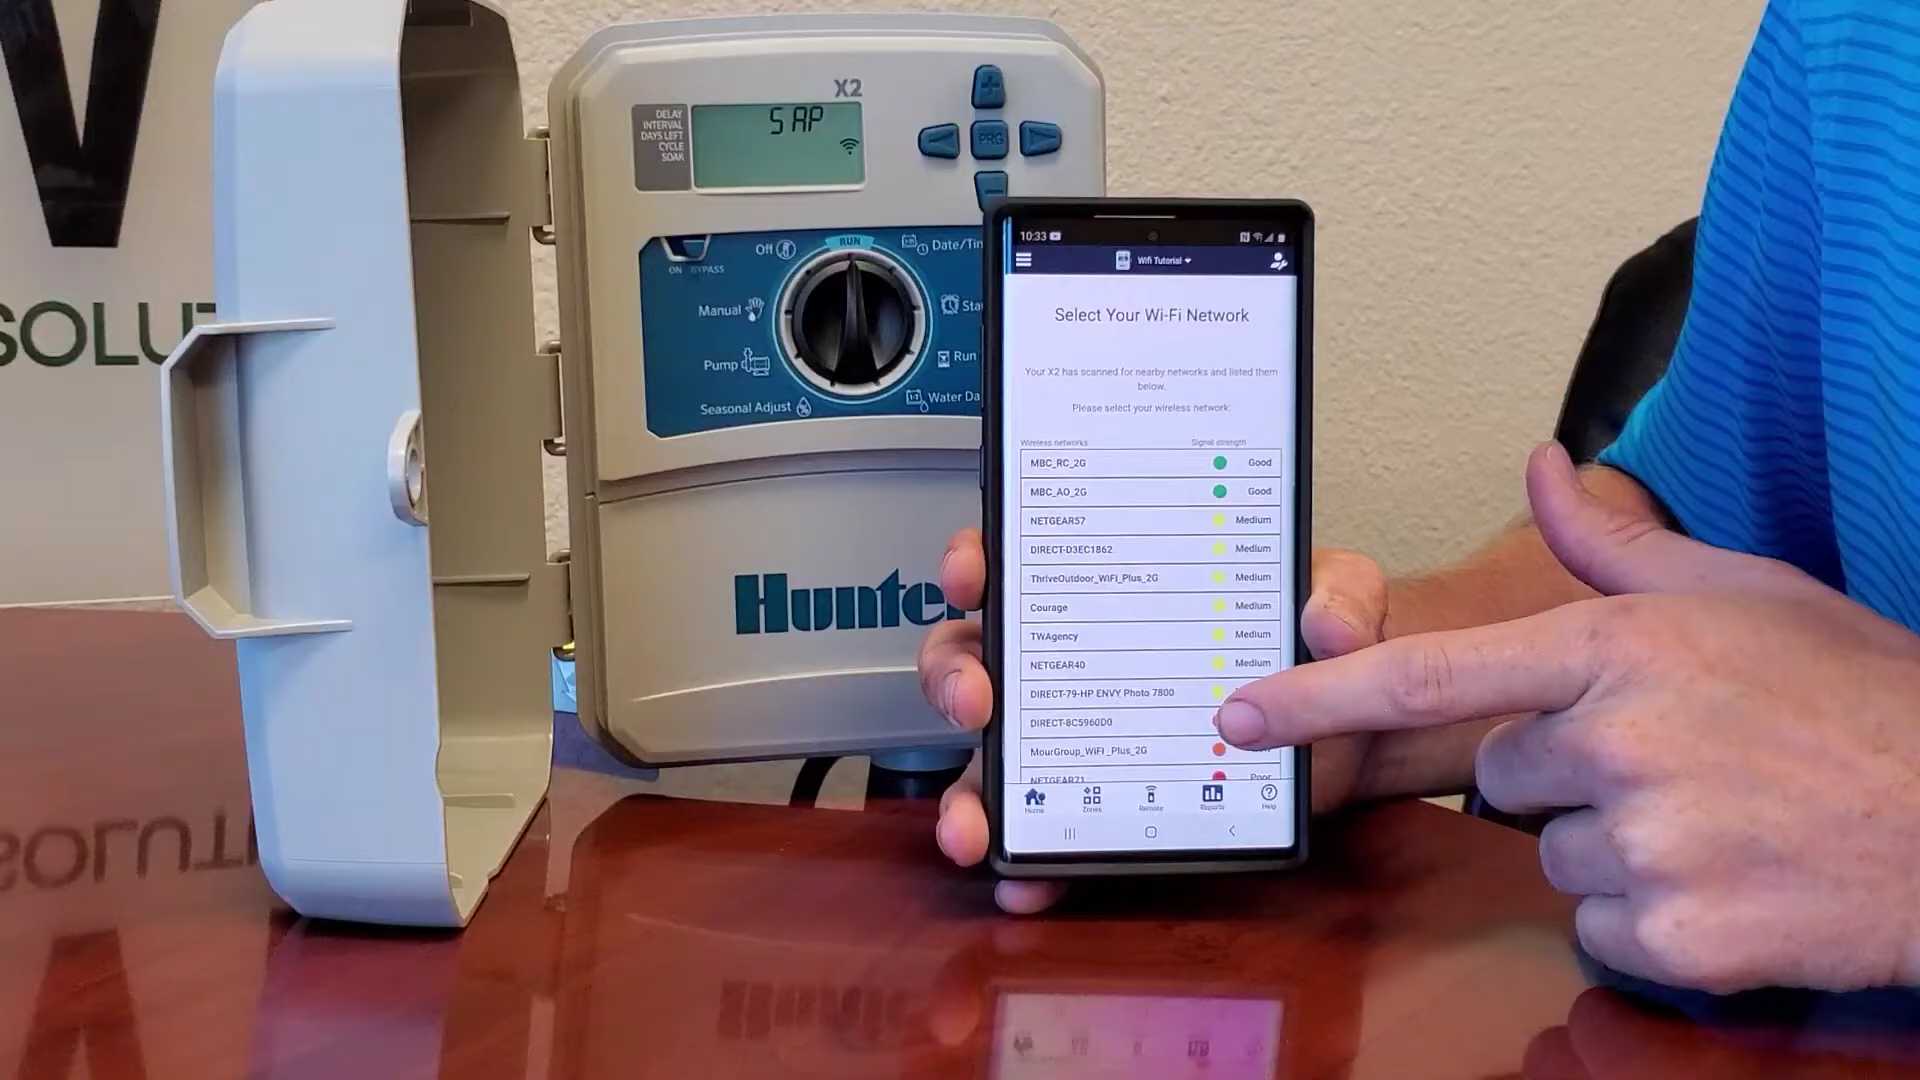 V
SOLUT
X2
DELAY
INTERVAL
DAYS LEFT
CYCLE
SOAK
SAP
PRG
ON BYPASS
Off
RUN
Date/Tim
Manual
Sta
Pump
Run
Seasonal Adjust
Water Da
Hunter
10:33
Wifi Tutorial
Select Your Wi-Fi Network
Your X2 has scanned for nearby networks and listed them
below.
Please select your wireless network:
Wireless networks Signal strength
MBC_RC_2G Good
MBC_AO_2G Good
NETGEAR57 Medium
DIRECT-D3EC1862 Medium
ThriveOutdoor_WiFi_Plus_2G Medium
Courage Medium
TWAgency Medium
NETGEAR40 Medium
DIRECT-79-HP ENVY Photo 7800
DIRECT-8C5960D0
MourGroup_WiFI_Plus_2G
NETGEAR71 Poor
Home Zones Remote Reports Help